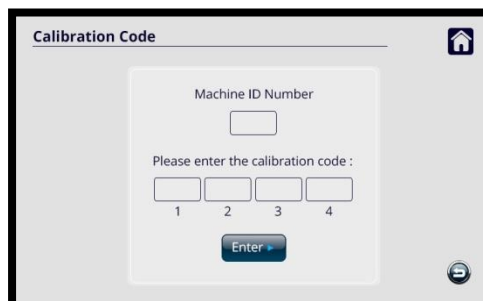 Calibration Code
Machine ID Number
Please enter the calibration code :
1 2 3 4
Enter